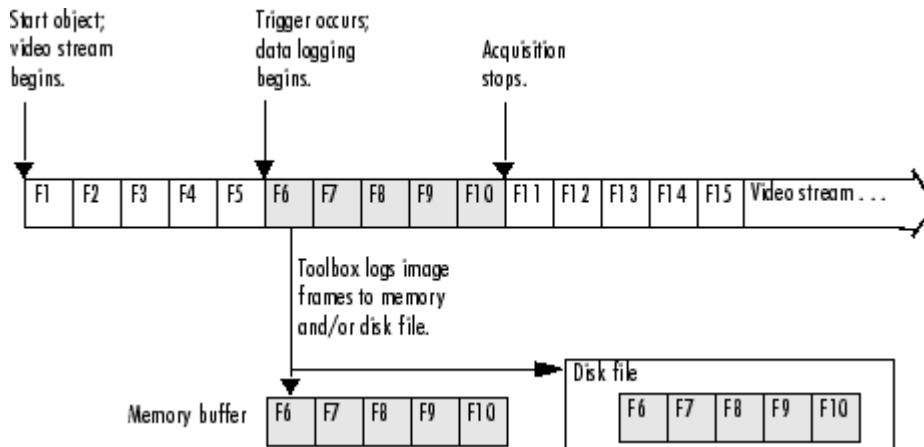 Start object;
video stream
begins.
Trigger occurs;
data logging
begins.
Acquisition
stops.
F1 F2 F3 F4 F5 F6 F7 F8 F9 F10 F11 F12 F13 F14 F15 Video stream . . .
Toolbox logs image
frames to memory
and/or disk file.
Disk file
Memory buffer F6 F7 F8 F9 F10
F6 F7 F8 F9 F10